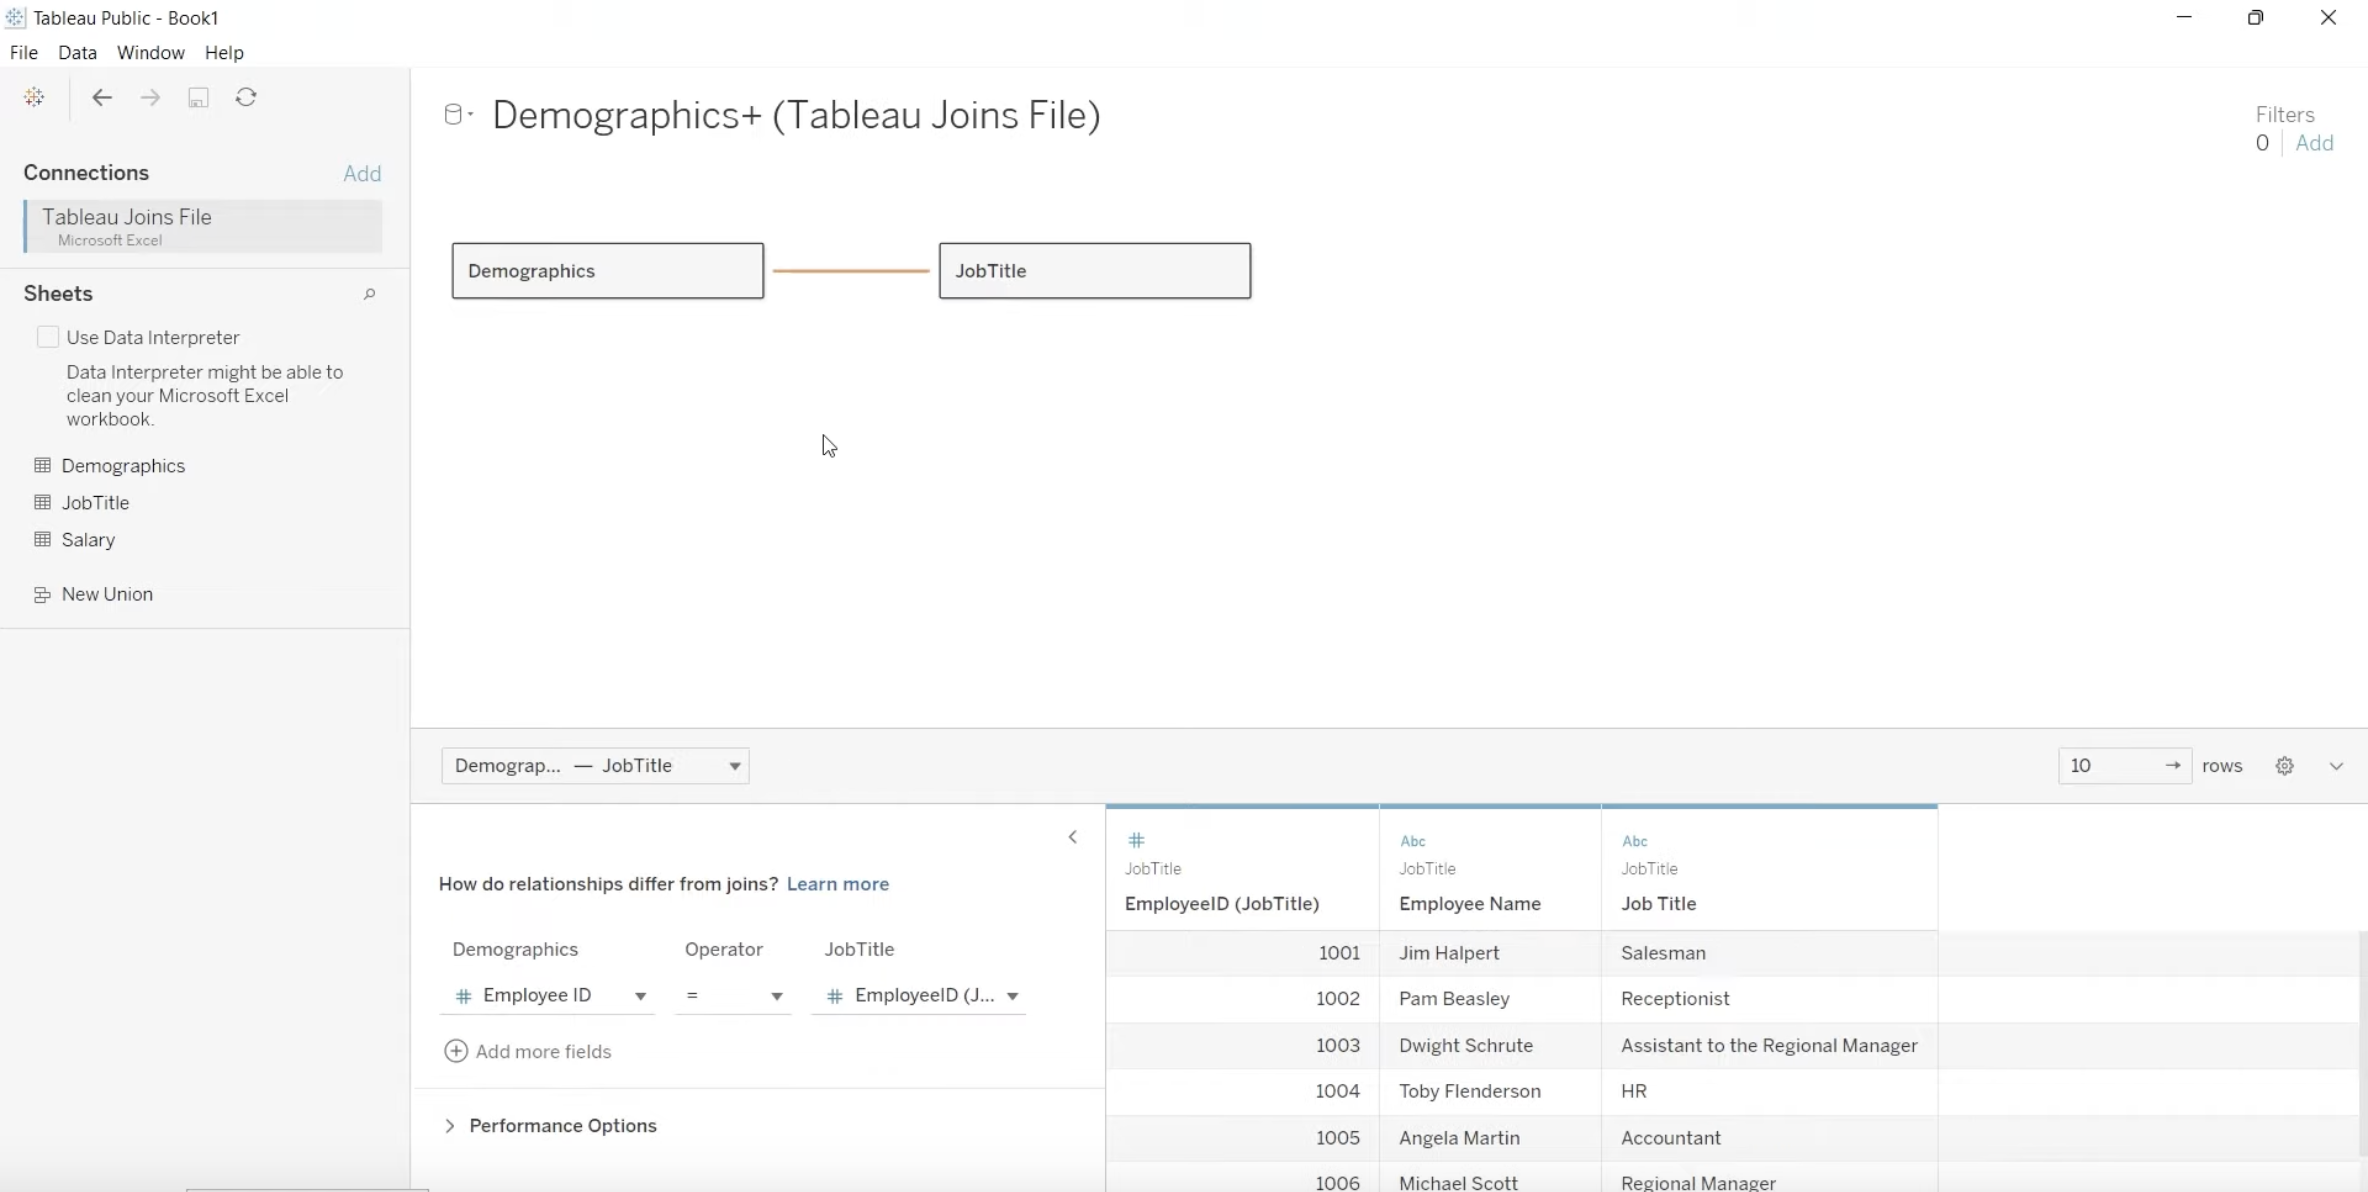 Tableau Public - Book1
File Data Window Help
Connections Add
Tableau Joins File
Microsoft Excel
Sheets
Use Data Interpreter
Data Interpreter might be able to
clean your Microsoft Excel
workbook.
Demographics
JobTitle
Salary
New Union
Demographics+ (Tableau Joins File)
Filters
0 Add
Demographics JobTitle
Demograp... — JobTitle
10 → rows
How do relationships differ from joins? Learn more
Demographics Operator JobTitle
# Employee ID = # EmployeeID (J...
Add more fields
Performance Options
# Abc Abc
JobTitle JobTitle JobTitle
EmployeeID (JobTitle) Employee Name Job Title
1001 Jim Halpert Salesman
1002 Pam Beasley Receptionist
1003 Dwight Schrute Assistant to the Regional Manager
1004 Toby Flenderson HR
1005 Angela Martin Accountant
1006 Michael Scott Regional Manager